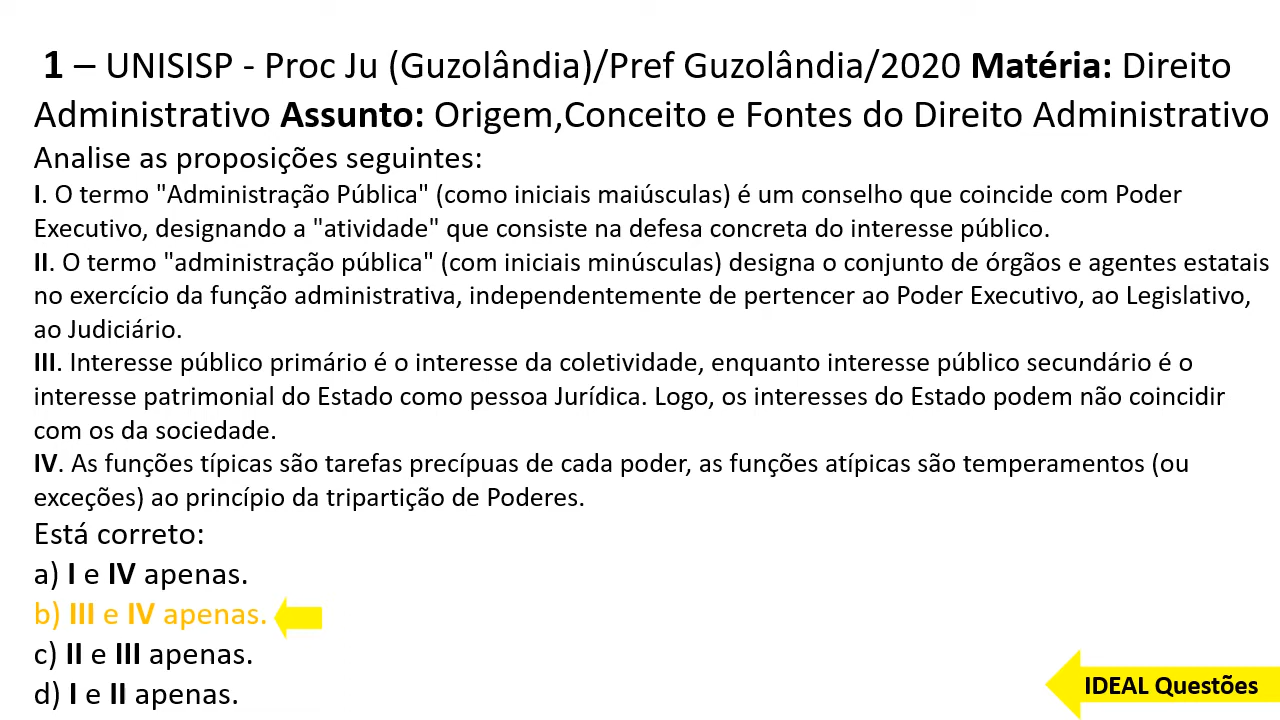 1 – UNISISP - Proc Ju (Guzolândia)/Pref Guzolândia/2020 Matéria: Direito
Administrativo Assunto: Origem,Conceito e Fontes do Direito Administrativo
Analise as proposições seguintes:
I. O termo "Administração Pública" (como iniciais maiúsculas) é um conselho que coincide com Poder
Executivo, designando a "atividade" que consiste na defesa concreta do interesse público.
II. O termo "administração pública" (com iniciais minúsculas) designa o conjunto de órgãos e agentes estatais
no exercício da função administrativa, independentemente de pertencer ao Poder Executivo, ao Legislativo,
ao Judiciário.
III. Interesse público primário é o interesse da coletividade, enquanto interesse público secundário é o
interesse patrimonial do Estado como pessoa Jurídica. Logo, os interesses do Estado podem não coincidir
com os da sociedade.
IV. As funções típicas são tarefas precípuas de cada poder, as funções atípicas são temperamentos (ou
exceções) ao princípio da tripartição de Poderes.
Está correto:
a) I e IV apenas.
b) III e IV apenas.
c) II e III apenas.
d) I e II apenas.
IDEAL Questões